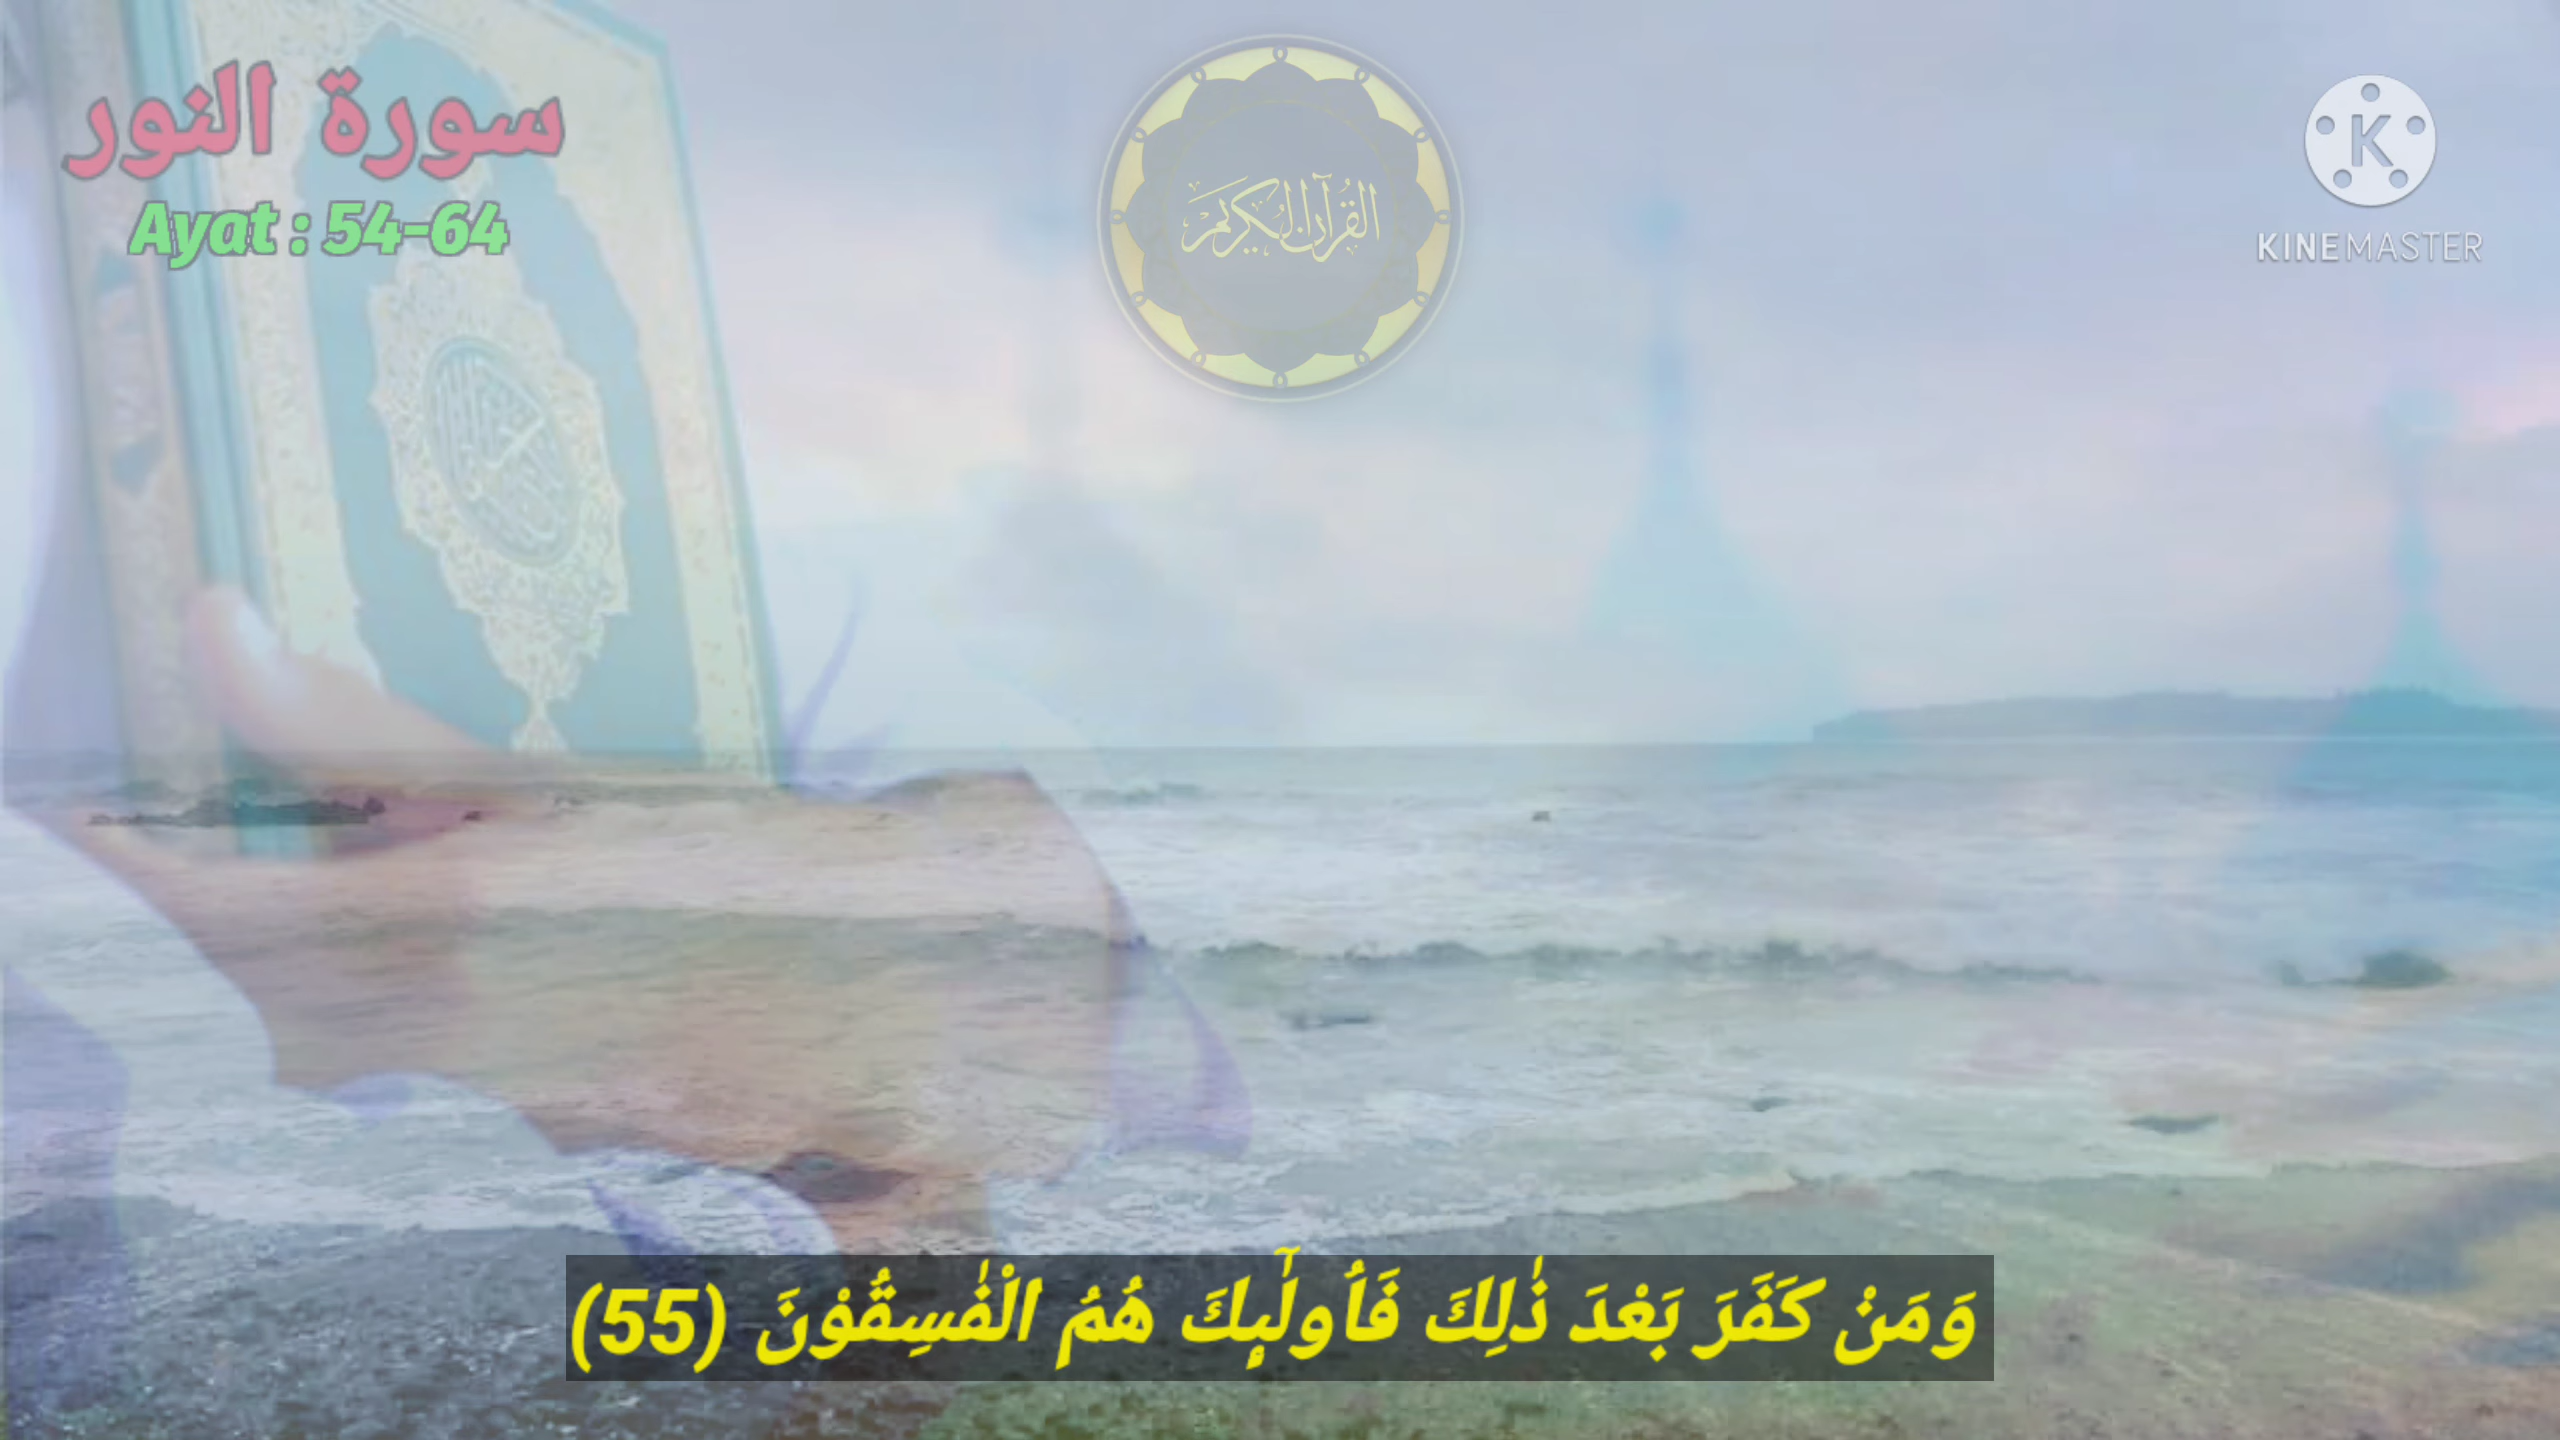 سورة النور
Ayat : 54-64
القرآن الكريم
K
KINEMASTER
وَمَنْ كَفَرَ بَعْدَ ذٰلِكَ فَاُولٰۤىِٕكَ هُمُ الْفٰسِقُوْنَ (55)